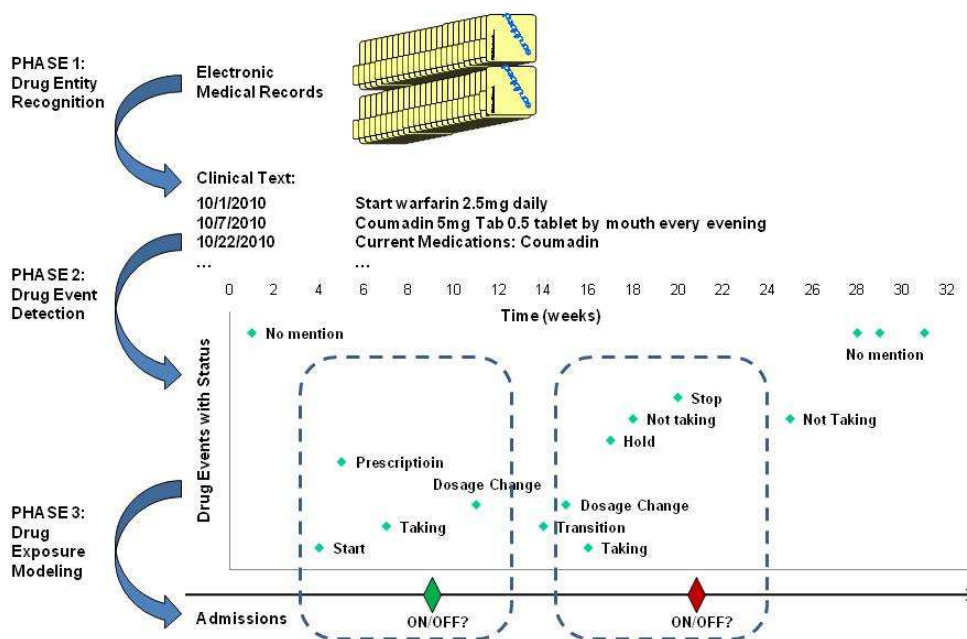 PHASE 1:
Drug Entity
Recognition
Electronic
Medical Records
scrubbed
scrubbed
Clinical Text:
10/1/2010 Start warfarin 2.5mg daily
10/7/2010 Coumadin 5mg Tab 0.5 tablet by mouth every evening
10/22/2010 Current Medications: Coumadin
... ...
PHASE 2:
Drug Event
Detection
0 2 4 6 8 10 12 14 16 18 20 22 24 26 28 30 32
Time (weeks)
Drug Events with Status
No mention
No mention
Stop
Not taking
Not Taking
Hold
Prescriptioin
Dosage Change
Dosage Change
Taking
Transition
Start
Taking
PHASE 3:
Drug
Exposure
Modeling
Admissions
ON/OFF?
ON/OFF?